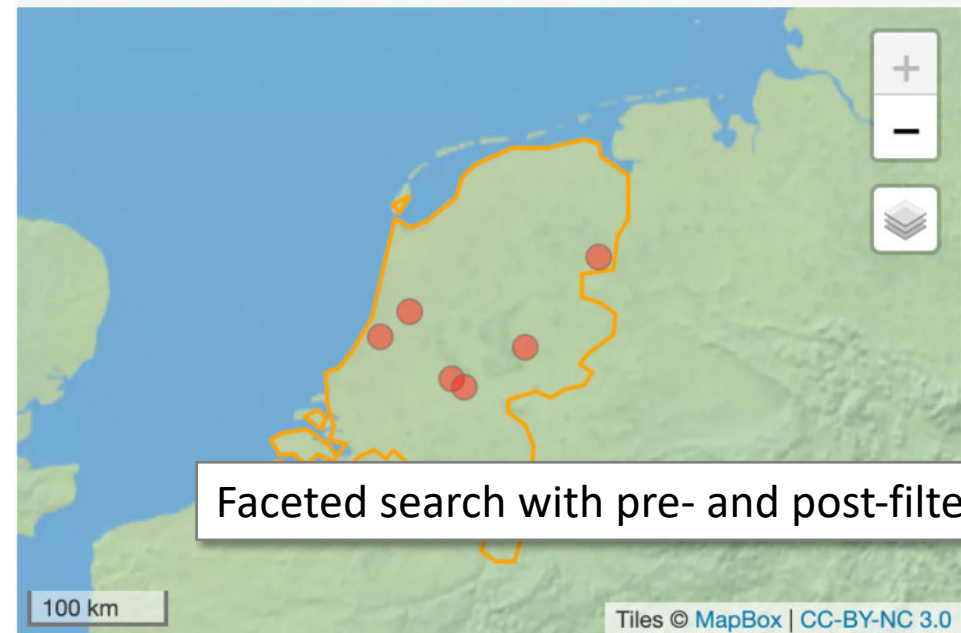 +
−
Faceted search with pre- and post-filte
100 km
Tiles © MapBox | CC-BY-NC 3.0